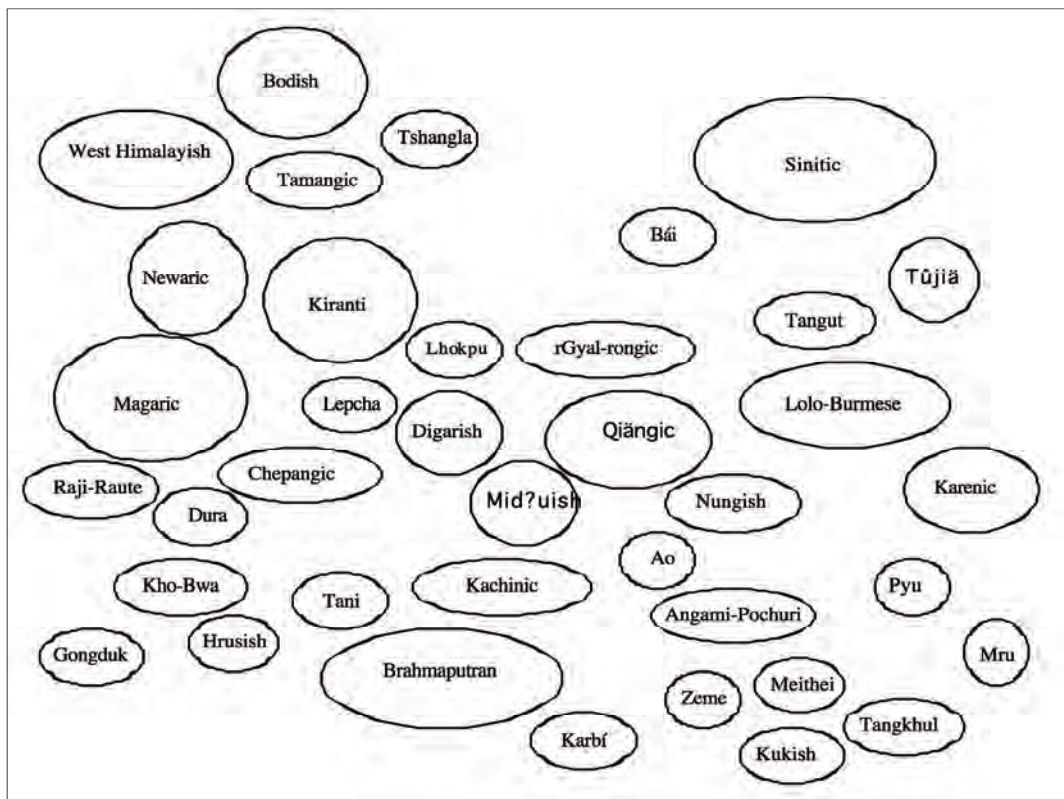 Bodish
Tshangla
West Himalayish
Tamangic
Sinitic
Bái
Newaric
Kiranti
Tûjiä
Tangut
Lhokpu
rGyal-rongic
Magaric
Lepcha
Digarish
Qiängic
Lolo-Burmese
Raji-Raute
Chepangic
Dura
Mid?uish
Nungish
Karenic
Ao
Kho-Bwa
Tani
Kachinic
Pyu
Angami-Pochuri
Gongduk
Hrusish
Brahmaputran
Mru
Zeme
Meithei
Tangkhul
Karbí
Kukish